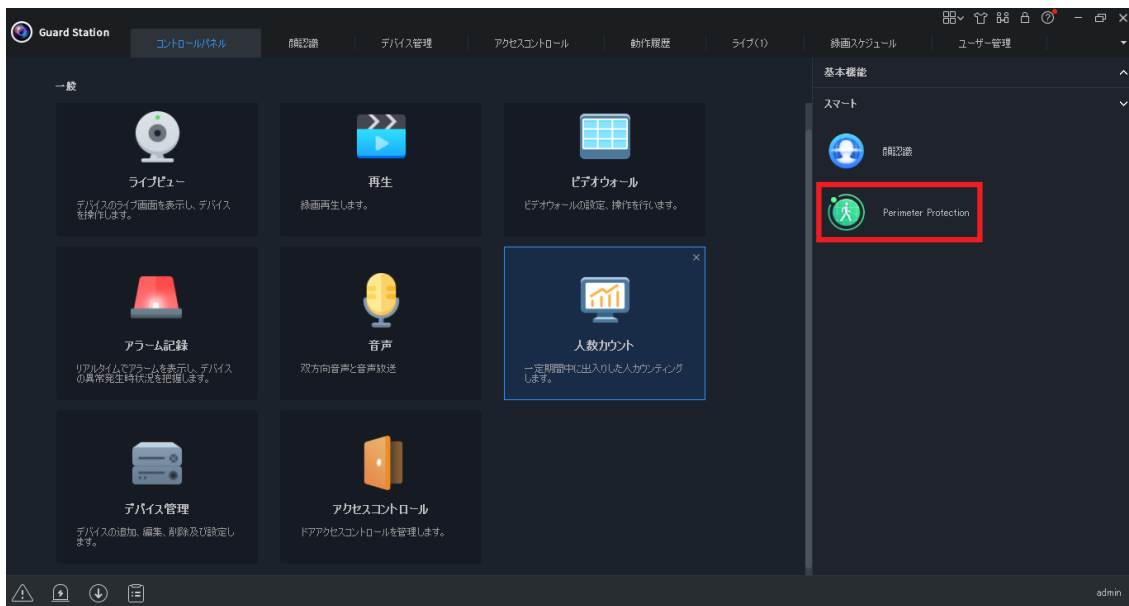 Guard Station
コントロールパネル
顔認識
デバイス管理
アクセスコントロール
動作履歴
ライブ(1)
録画スケジュール
ユーザー管理
一般
ライブビュー
デバイスのライブ画面を表示し、デバイス
を操作します。
再生
録画再生します。
ビデオウォール
ビデオウォールの設定、操作を行います。
アラーム記録
リアルタイムでアラームを表示し、デバイス
の異常発生時状況を把握します。
音声
双方向音声と音声放送
人数カウント
一定期間中に出入りした人カウンティング
します。
デバイス管理
デバイスの追加、編集、削除及び設定し
ます。
アクセスコントロール
ドアアクセスコントロールを管理します。
基本機能
スマート
顔認識
Perimeter Protection
admin